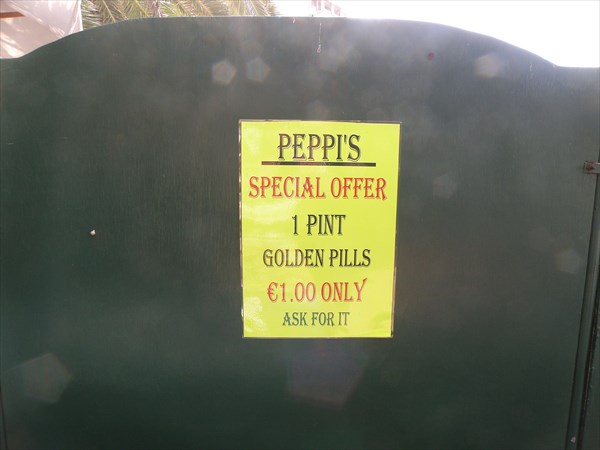 PEPPI'S
SPECIAL OFFER
1 PINT
GOLDEN PILLS
€1.00 ONLY
ASK FOR IT